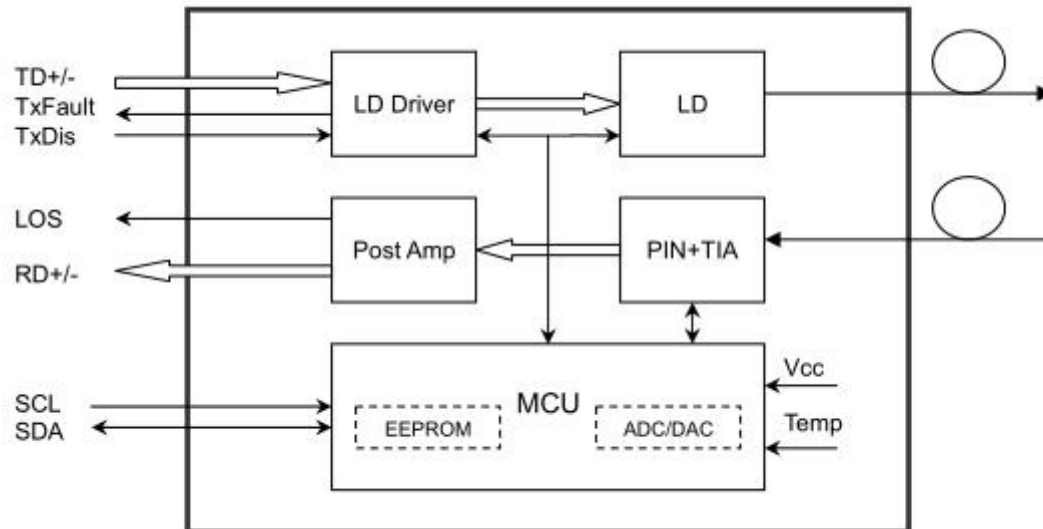 TD+/-
TxFault
TxDis
LD Driver
LD
LOS
RD+/-
Post Amp
PIN+TIA
SCL
SDA
MCU
EEPROM
ADC/DAC
Vcc
Temp